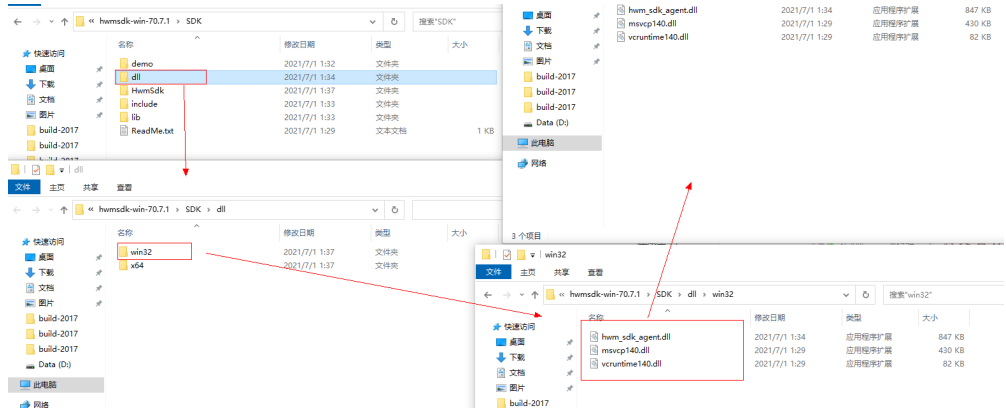 hwmsdk-win-70.7.1 › SDK
搜索"SDK"
名称 修改日期 类型 大小
快速访问
桌面
下载
文档
图片
build-2017
build-2017
demo 2021/7/1 1:32 文件夹
dll 2021/7/1 1:34 文件夹
HwmSdk 2021/7/1 1:37 文件夹
include 2021/7/1 1:33 文件夹
lib 2021/7/1 1:33 文件夹
ReadMe.txt 2021/7/1 1:29 文本文档 1 KB
桌面
下载
文档
图片
build-2017
build-2017
build-2017
Data (D:)
此电脑
网络
hwm_sdk_agent.dll 2021/7/1 1:34 应用程序扩展 847 KB
msvcp140.dll 2021/7/1 1:29 应用程序扩展 430 KB
vcruntime140.dll 2021/7/1 1:29 应用程序扩展 82 KB
3 个项目
dll
文件 主页 共享 查看
hwmsdk-win-70.7.1 › SDK › dll
名称 修改日期 类型 大小
快速访问
桌面
下载
文档
图片
build-2017
build-2017
build-2017
Data (D:)
此电脑
网络
win32 2021/7/1 1:37 文件夹
x64 2021/7/1 1:37 文件夹
win32
文件 主页 共享 查看
hwmsdk-win-70.7.1 › SDK › dll › win32
搜索"win32"
名称 修改日期 类型 大小
快速访问
桌面
下载
文档
图片
build-2017
hwm_sdk_agent.dll 2021/7/1 1:34 应用程序扩展 847 KB
msvcp140.dll 2021/7/1 1:29 应用程序扩展 430 KB
vcruntime140.dll 2021/7/1 1:29 应用程序扩展 82 KB